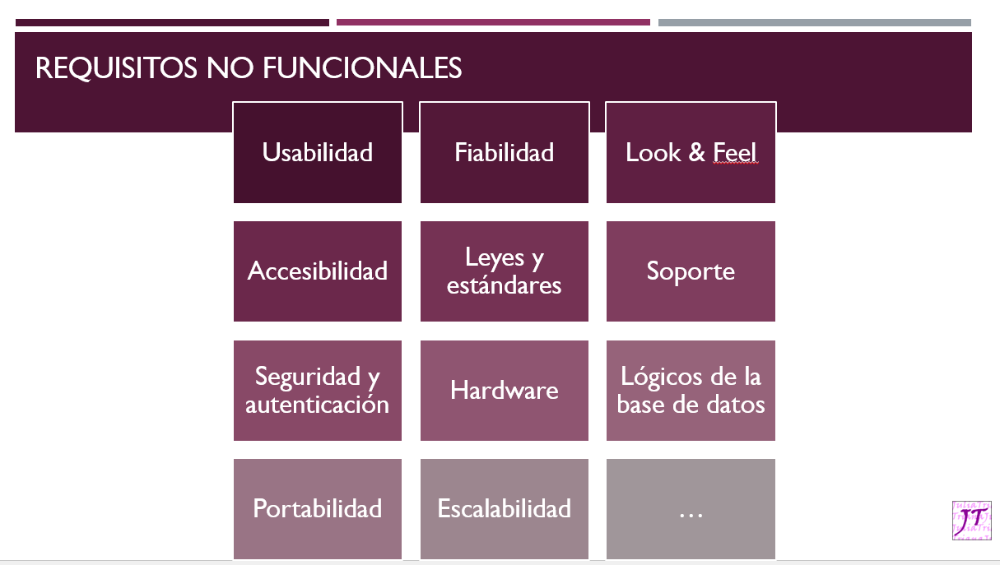 REQUISITOS NO FUNCIONALES
Usabilidad
Fiabilidad
Look & Feel
Accesibilidad
Leyes y
estándares
Soporte
Seguridad y
autenticación
Hardware
Lógicos de la
base de datos
Portabilidad
Escalabilidad
…
JT